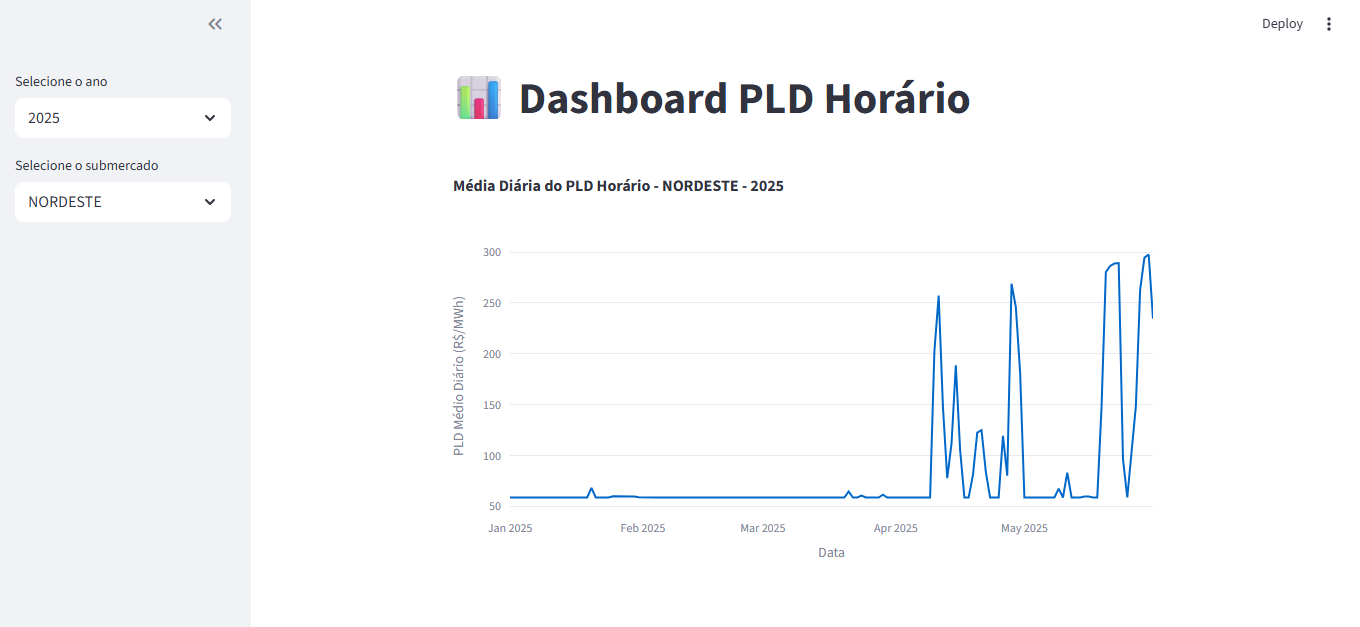 Deploy
Selecione o ano
2025
Selecione o submercado
NORDESTE
Dashboard PLD Horário
Média Diária do PLD Horário - NORDESTE - 2025
PLD Médio Diário (R$/MWh)
300
250
200
150
100
50
Jan 2025 Feb 2025 Mar 2025 Apr 2025 May 2025
Data